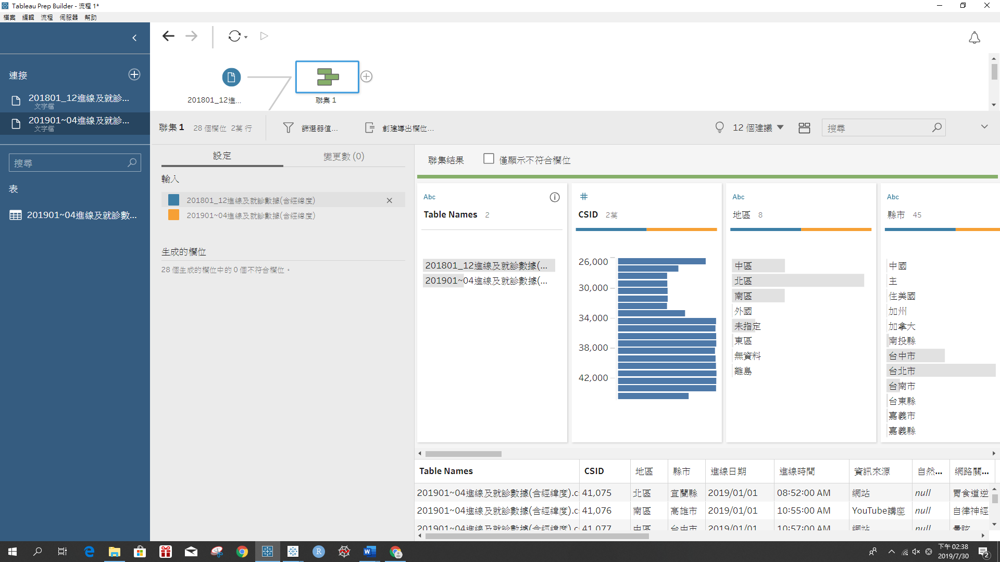 Tableau Prep Builder - 流程 1*
檔案 編輯 流程 伺服器 幫助
連接
201801_12進線及就診...
文字檔
201901~04進線及就診...
文字檔
搜尋
表
201901~04進線及就診數...
201801_12進...
聯集 1
聯集 1 28 個欄位 2萬 行
篩選器值...
創建導出欄位...
12 個建議
搜尋
設定
變更數 (0)
輸入
201801_12進線及就診數據(含經緯度)
201901~04進線及就診數據(含經緯度)
生成的欄位
28 個生成的欄位中的 0 個不符合欄位。
聯集結果
僅顯示不符合欄位
Abc
Table Names 2
201801_12進線及就診數據(...
201901~04進線及就診數據(...
#
CSID 2萬
26,000
30,000
34,000
38,000
42,000
Abc
地區 8
中區
北區
南區
外國
未指定
東區
無資料
離島
Abc
縣市 45
中國
主
住美國
加州
加拿大
南投縣
台中市
台北市
台南市
台東縣
嘉義市
嘉義縣
Table Names CSID 地區 縣市 進線日期 進線時間 資訊來源 自然... 網路關...
201901~04進線及就診數據(含經緯度).c 41,075 北區 宜蘭縣 2019/01/01 08:52:00 AM 網站 null 胃食道逆
201901~04進線及就診數據(含經緯度).c 41,076 南區 高雄市 2019/01/01 10:55:00 AM YouTube講座 null 自律神經
201901~04進線及就診數據(含經緯度).c 41,077 中區 台中市 2019/01/01 10:57:00 AM 網站 null 暈眩
下午 02:38
2019/7/30
2